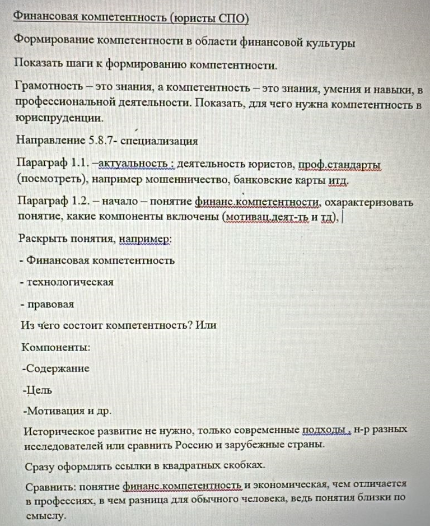 Финансовая компетентность (юристы СПО)
Формирование компетентности в области финансовой культуры
Показать шаги к формированию компетентности.
Грамотность – это знания, а компетентность – это знания, умения и навыки, в
профессиональной деятельности. Показать, для чего нужна компетентность в
юриспруденции.
Направление 5.8.7- специализация
Параграф 1.1. –актуальность ; деятельность юристов, проф.стандарты
(посмотреть), например мошенничество, банковские карты итд.
Параграф 1.2. – начало – понятие финанс.компетентности, охарактеризовать
понятие, какие компоненты включены (мотивац.деят-ть и тд),
Раскрыть понятия, например:
- Финансовая компетентность
- технологическая
- правовая
Из чего состоит компетентность? Или
Компоненты:
-Содержание
-Цель
-Мотивация и др.
Историческое развитие не нужно, только современные подходы , н-р разных
исследователей или сравнить Россию и зарубежные страны.
Сразу оформлять ссылки в квадратных скобках.
Сравнить: понятие финанс.компетентность и экономическая, чем отличается
в профессиях, в чем разница для обычного человека, ведь понятия близки по
смыслу.